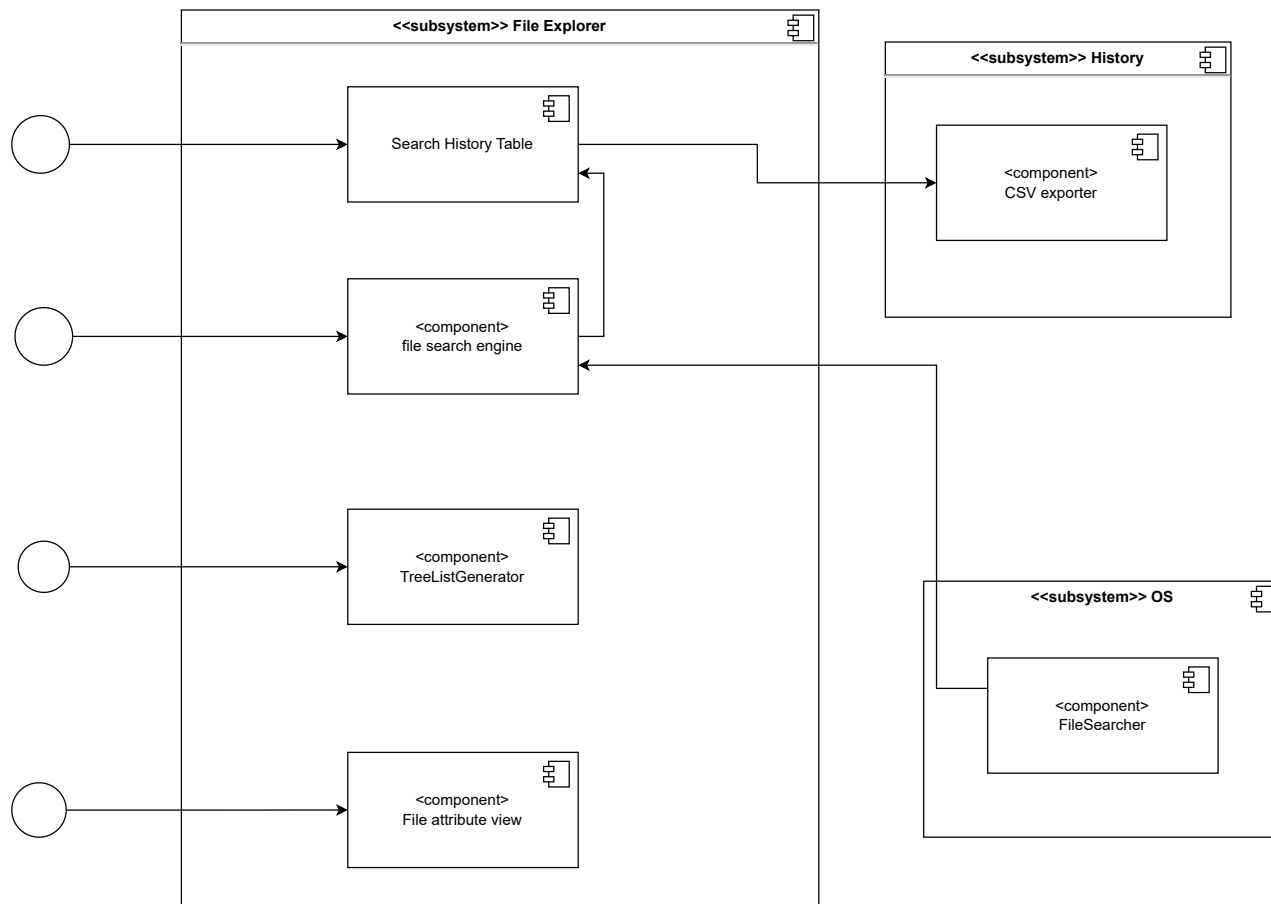 <<subsystem>> File Explorer
<<subsystem>> History
Search History Table
<component>
CSV exporter
<component>
file search engine
<component>
TreeListGenerator
<<subsystem>> OS
<component>
FileSearcher
<component>
File attribute view